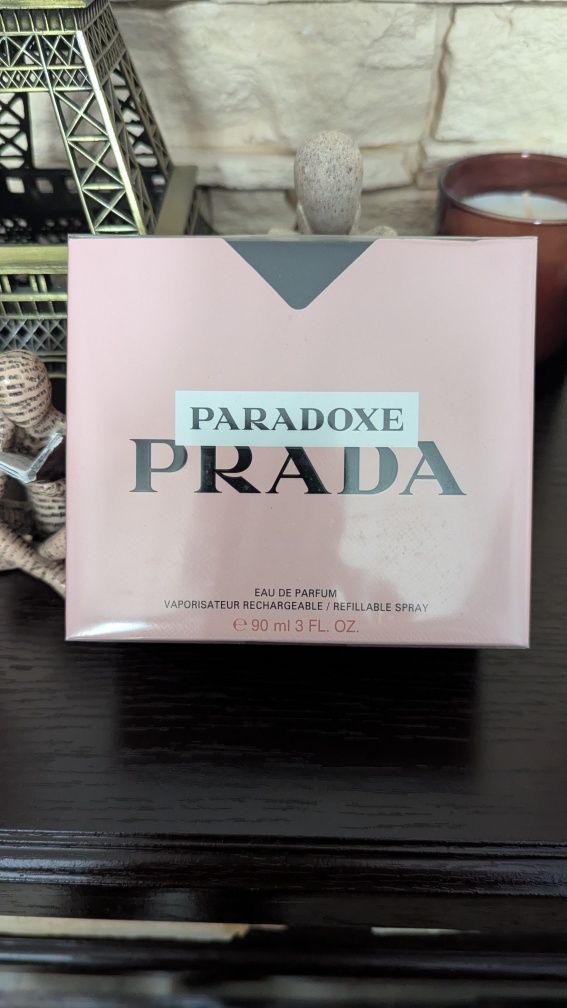 PARADOXE
PRADA
EAU DE PARFUM
VAPORISATEUR RECHARGEABLE / REFILLABLE SPRAY
℮ 90 ml 3 FL. OZ.